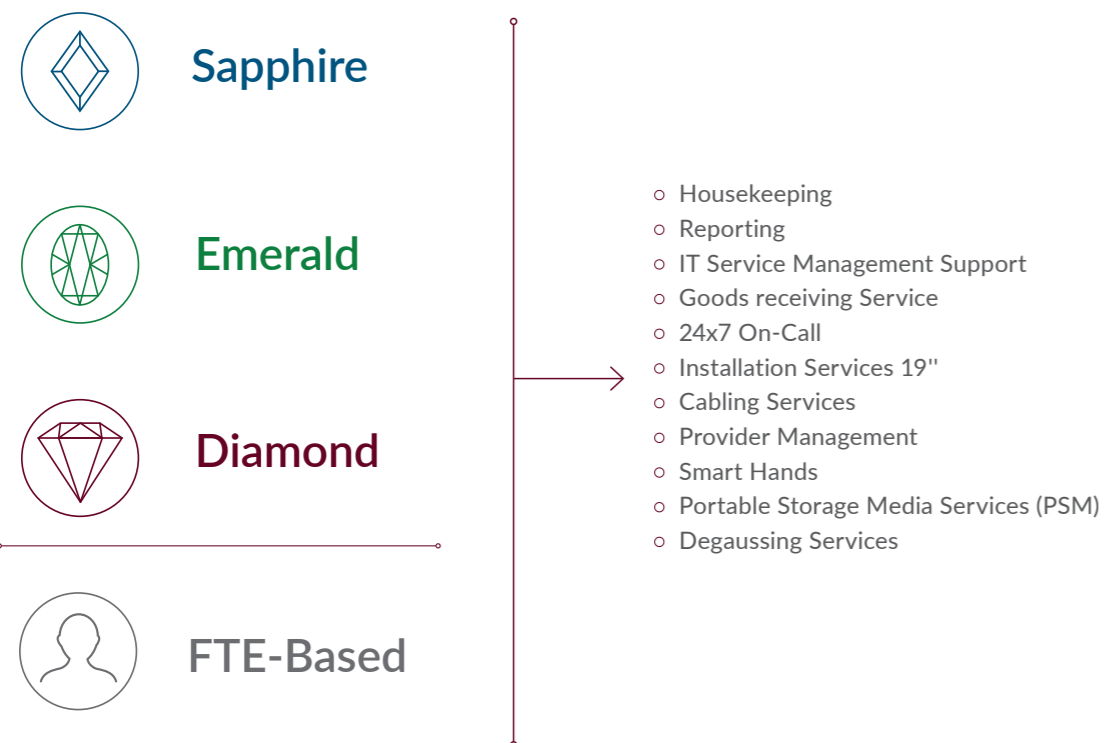 Sapphire
Emerald
Diamond
FTE-Based
Housekeeping
Reporting
IT Service Management Support
Goods receiving Service
24x7 On-Call
Installation Services 19''
Cabling Services
Provider Management
Smart Hands
Portable Storage Media Services (PSM)
Degaussing Services